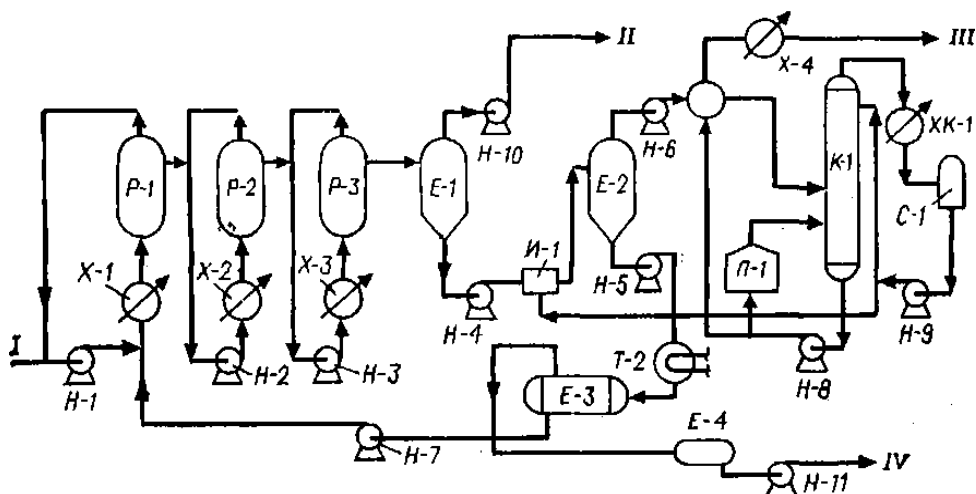 II
III
Н-10
Х-4
ХК-1
Н-6
Р-1
Р-2
Р-3
Е-1
Е-2
К-1
С-1
Х-1
Х-2
Х-3
И-1
П-1
Н-4
Н-5
Н-9
I
Н-1
Н-2
Н-3
Т-2
Н-8
Е-3
Е-4
Н-7
IV
Н-11